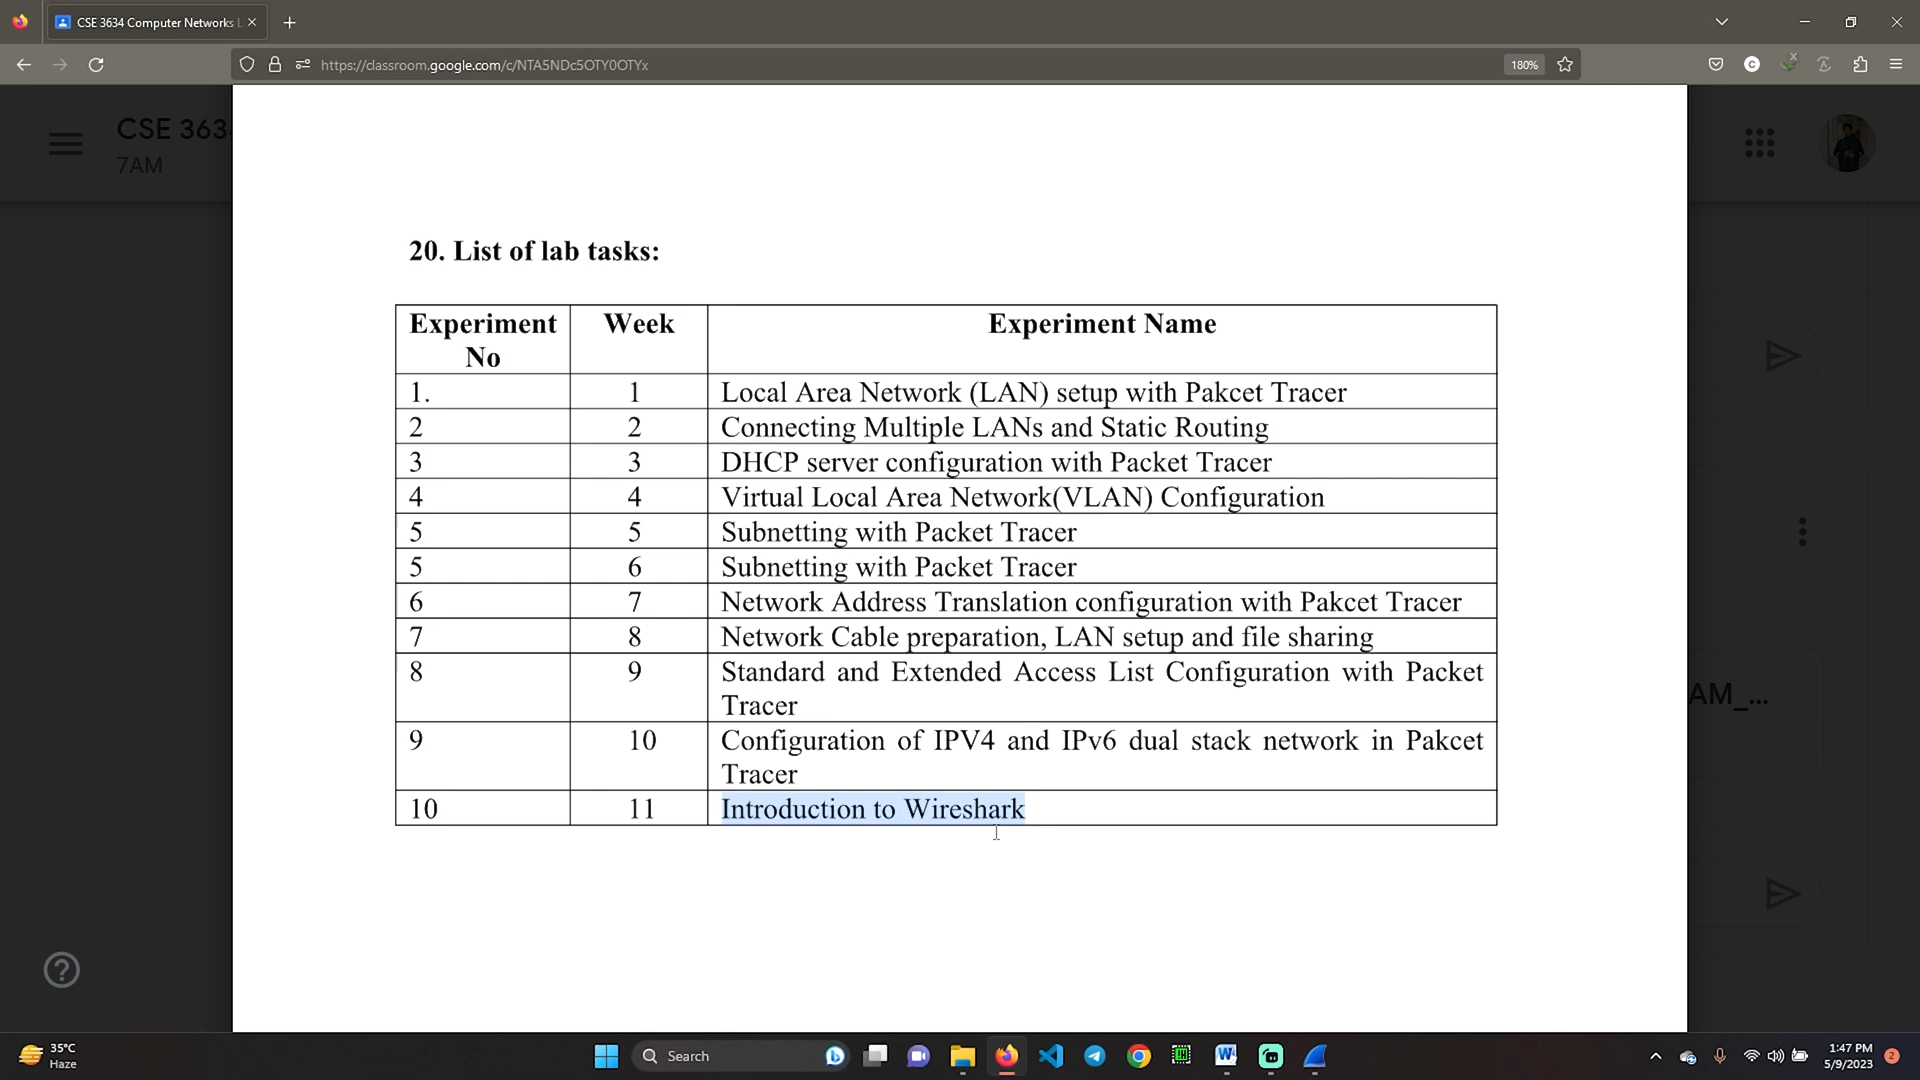 CSE 3634 Computer Networks L
https://classroom.google.com/c/NTA5NDc5OTY0OTYx
180%
CSE 363
7AM
20. List of lab tasks:
Experiment No Week Experiment Name
1. 1 Local Area Network (LAN) setup with Pakcet Tracer
2 2 Connecting Multiple LANs and Static Routing
3 3 DHCP server configuration with Packet Tracer
4 4 Virtual Local Area Network(VLAN) Configuration
5 5 Subnetting with Packet Tracer
5 6 Subnetting with Packet Tracer
6 7 Network Address Translation configuration with Pakcet Tracer
7 8 Network Cable preparation, LAN setup and file sharing
8 9 Standard and Extended Access List Configuration with Packet
Tracer
9 10 Configuration of IPV4 and IPv6 dual stack network in Pakcet
Tracer
10 11 Introduction to Wireshark
AM_...
35°C
Haze
Search
1:47 PM
5/9/2023
2